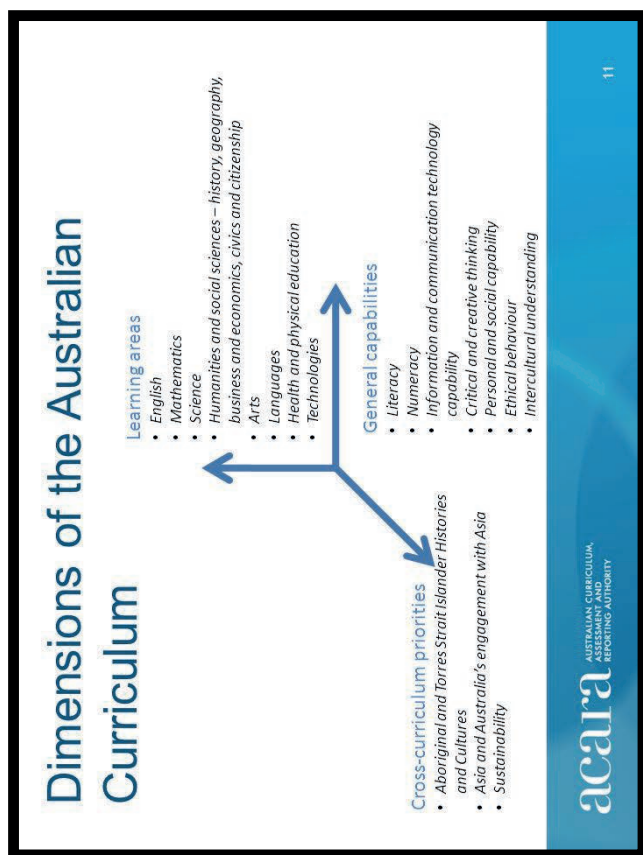 Dimensions of the Australian
Curriculum
Learning areas
• English
• Mathematics
• Science
• Humanities and social sciences – history, geography,
business and economics, civics and citizenship
• Arts
• Languages
• Health and physical education
• Technologies
Cross-curriculum priorities
• Aboriginal and Torres Strait Islander Histories
and Cultures
• Asia and Australia's engagement with Asia
• Sustainability
General capabilities
• Literacy
• Numeracy
• Information and communication technology
capability
• Critical and creative thinking
• Personal and social capability
• Ethical behaviour
• Intercultural understanding
acara
AUSTRALIAN CURRICULUM,
ASSESSMENT AND
REPORTING AUTHORITY
11